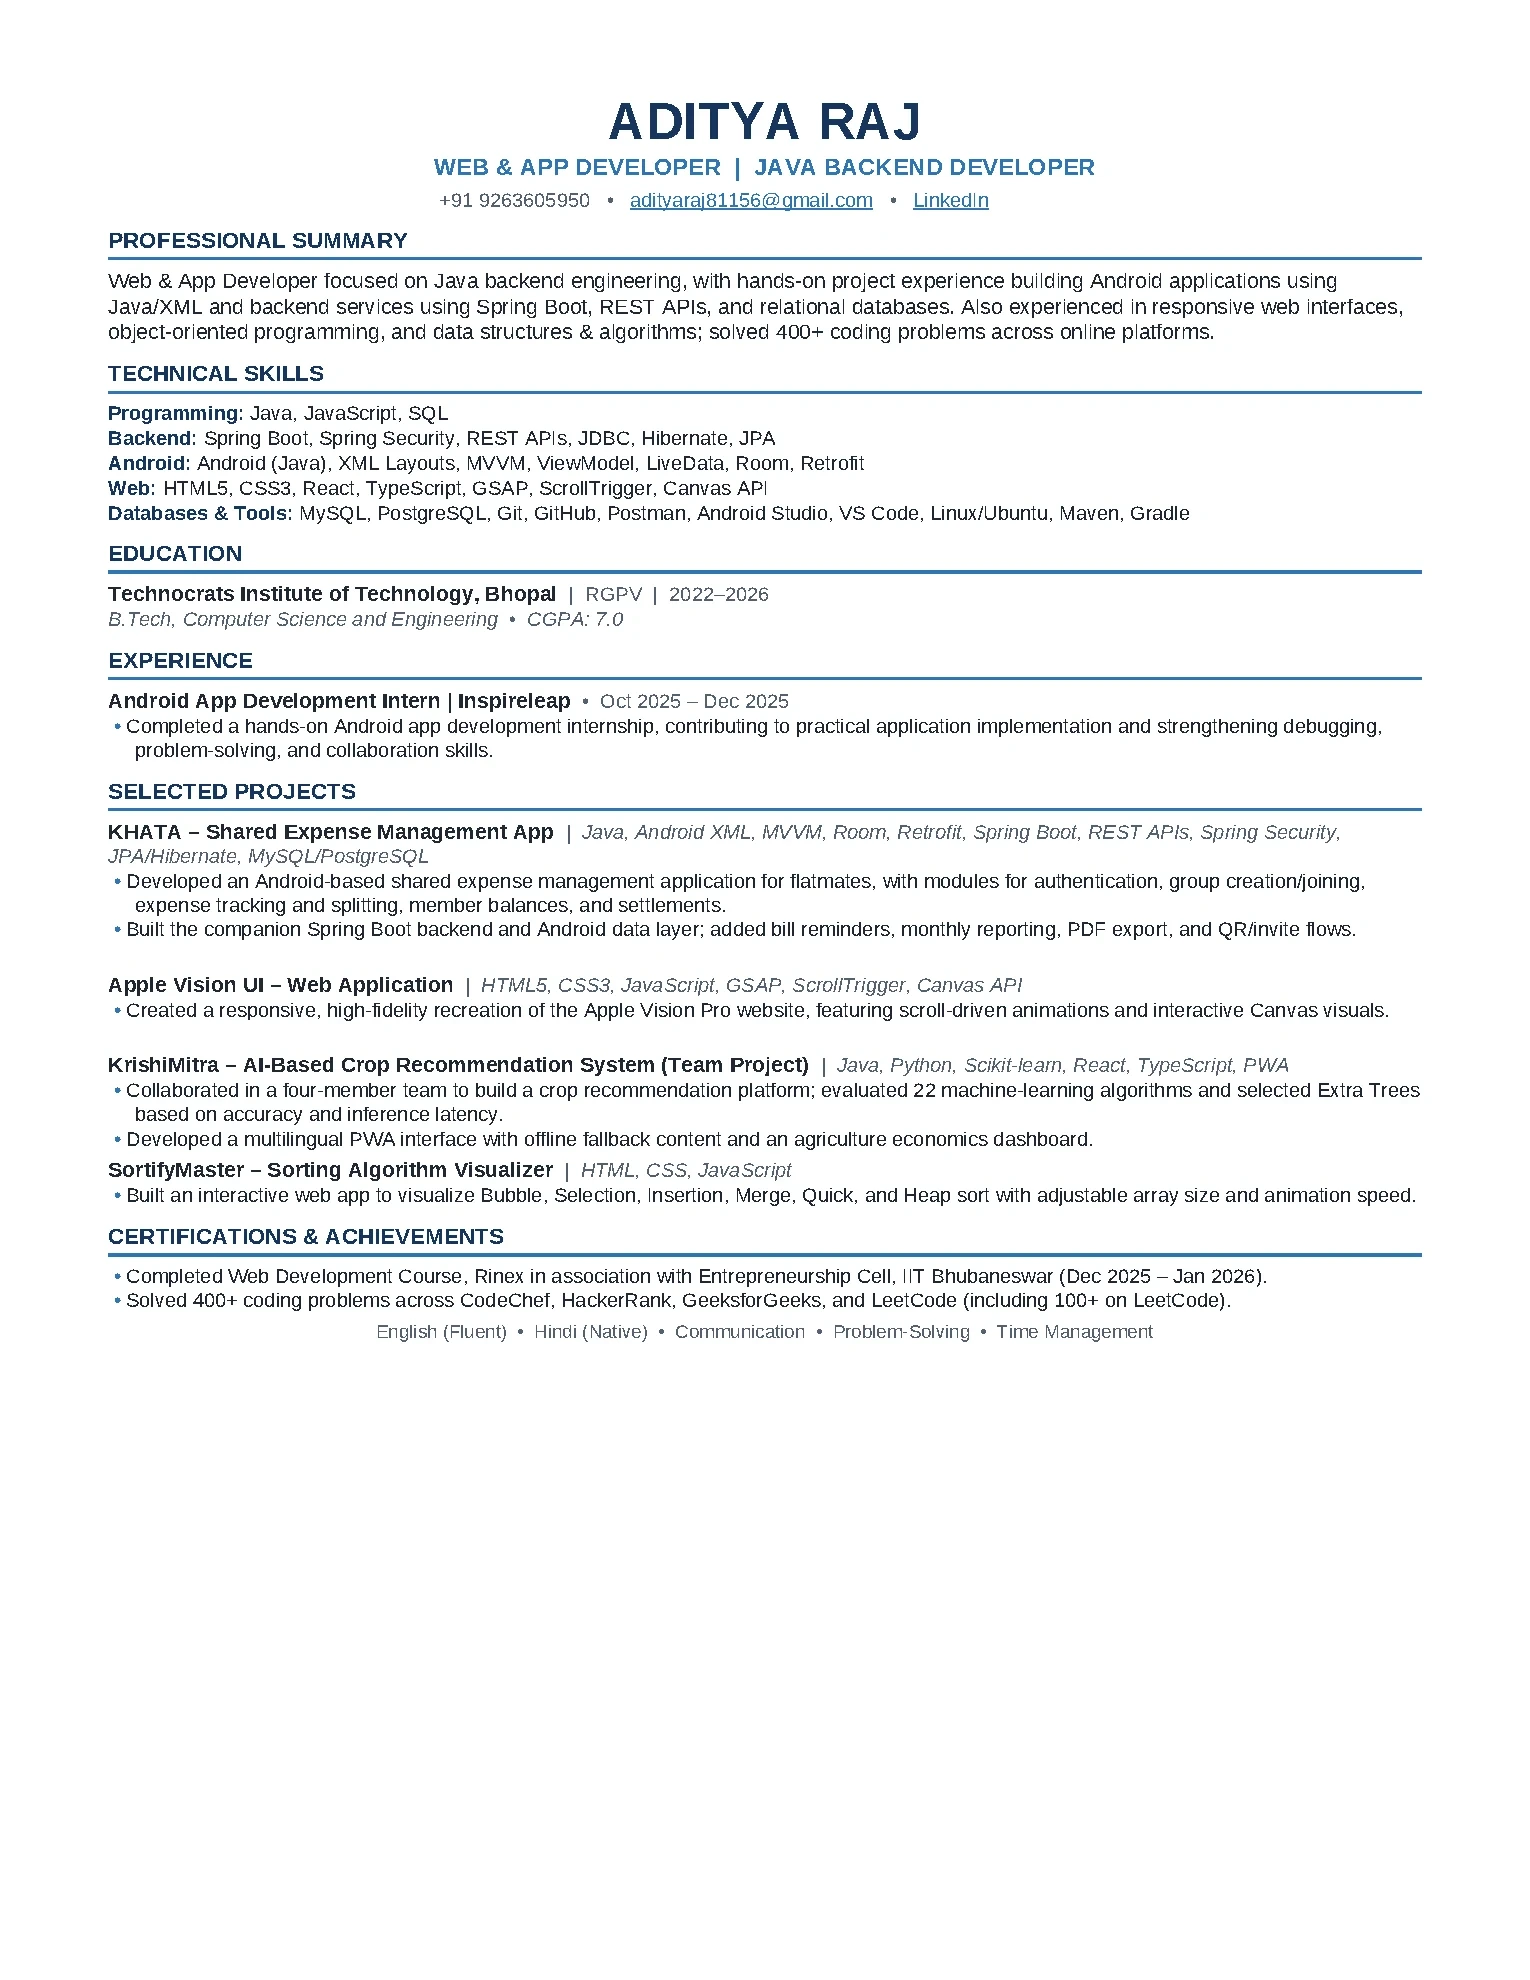 ADITYA RAJ
WEB & APP DEVELOPER | JAVA BACKEND DEVELOPER
+91 9263605950 • adityaraj81156@gmail.com • LinkedIn
PROFESSIONAL SUMMARY
Web & App Developer focused on Java backend engineering, with hands-on project experience building Android applications using
Java/XML and backend services using Spring Boot, REST APIs, and relational databases. Also experienced in responsive web interfaces,
object-oriented programming, and data structures & algorithms; solved 400+ coding problems across online platforms.
TECHNICAL SKILLS
Programming: Java, JavaScript, SQL
Backend: Spring Boot, Spring Security, REST APIs, JDBC, Hibernate, JPA
Android: Android (Java), XML Layouts, MVVM, ViewModel, LiveData, Room, Retrofit
Web: HTML5, CSS3, React, TypeScript, GSAP, ScrollTrigger, Canvas API
Databases & Tools: MySQL, PostgreSQL, Git, GitHub, Postman, Android Studio, VS Code, Linux/Ubuntu, Maven, Gradle
EDUCATION
Technocrats Institute of Technology, Bhopal | RGPV | 2022–2026
B.Tech, Computer Science and Engineering • CGPA: 7.0
EXPERIENCE
Android App Development Intern | Inspireleap • Oct 2025 – Dec 2025
• Completed a hands-on Android app development internship, contributing to practical application implementation and strengthening debugging,
problem-solving, and collaboration skills.
SELECTED PROJECTS
KHATA – Shared Expense Management App | Java, Android XML, MVVM, Room, Retrofit, Spring Boot, REST APIs, Spring Security,
JPA/Hibernate, MySQL/PostgreSQL
• Developed an Android-based shared expense management application for flatmates, with modules for authentication, group creation/joining,
expense tracking and splitting, member balances, and settlements.
• Built the companion Spring Boot backend and Android data layer; added bill reminders, monthly reporting, PDF export, and QR/invite flows.
Apple Vision UI – Web Application | HTML5, CSS3, JavaScript, GSAP, ScrollTrigger, Canvas API
• Created a responsive, high-fidelity recreation of the Apple Vision Pro website, featuring scroll-driven animations and interactive Canvas visuals.
KrishiMitra – AI-Based Crop Recommendation System (Team Project) | Java, Python, Scikit-learn, React, TypeScript, PWA
• Collaborated in a four-member team to build a crop recommendation platform; evaluated 22 machine-learning algorithms and selected Extra Trees
based on accuracy and inference latency.
• Developed a multilingual PWA interface with offline fallback content and an agriculture economics dashboard.
SortifyMaster – Sorting Algorithm Visualizer | HTML, CSS, JavaScript
• Built an interactive web app to visualize Bubble, Selection, Insertion, Merge, Quick, and Heap sort with adjustable array size and animation speed.
CERTIFICATIONS & ACHIEVEMENTS
• Completed Web Development Course, Rinex in association with Entrepreneurship Cell, IIT Bhubaneswar (Dec 2025 – Jan 2026).
• Solved 400+ coding problems across CodeChef, HackerRank, GeeksforGeeks, and LeetCode (including 100+ on LeetCode).
English (Fluent) • Hindi (Native) • Communication • Problem-Solving • Time Management